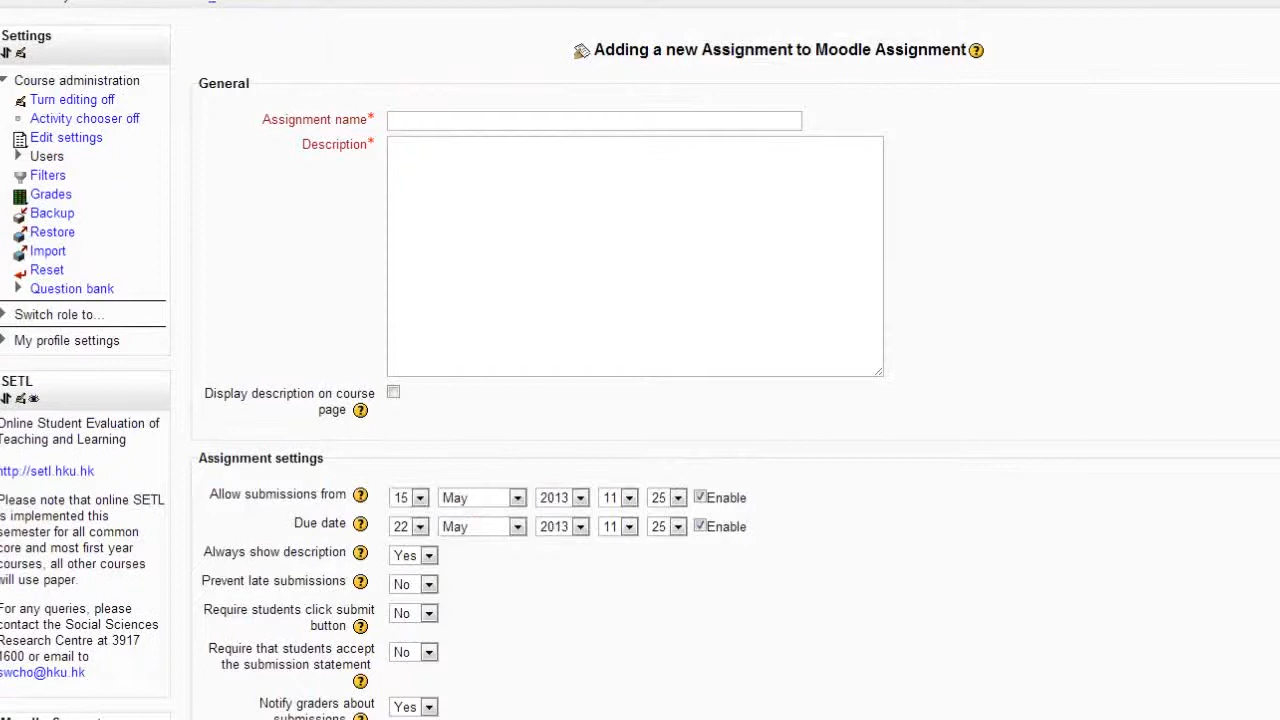 Settings
Course administration
Turn editing off
Activity chooser off
Edit settings
Users
Filters
Grades
Backup
Restore
Import
Reset
Question bank
Switch role to...
My profile settings
SETL
Online Student Evaluation of
Teaching and Learning
http://setl.hku.hk
Please note that online SETL
is implemented this
semester for all common
core and most first year
courses, all other courses
will use paper.
For any queries, please
contact the Social Sciences
Research Centre at 3917
1600 or email to
swcho@hku.hk
Adding a new Assignment to Moodle Assignment
General
Assignment name*
Description*
Display description on course
page
Assignment settings
Allow submissions from 15 May 2013 11 25 Enable
Due date 22 May 2013 11 25 Enable
Always show description Yes
Prevent late submissions No
Require students click submit
button No
Require that students accept
the submission statement No
Notify graders about
submissions Yes